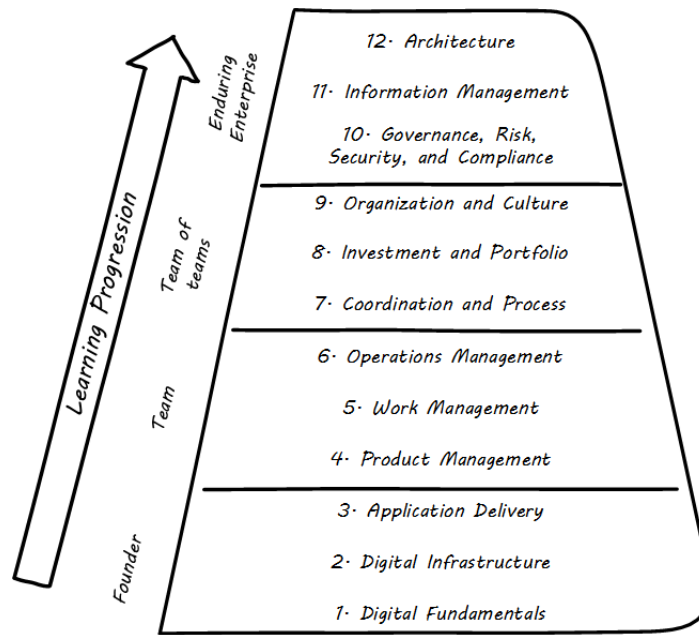 12. Architecture
11. Information Management
10. Governance, Risk,
Security, and Compliance
Enduring
Enterprise
9. Organization and Culture
8. Investment and Portfolio
7. Coordination and Process
Team of
teams
6. Operations Management
5. Work Management
4. Product Management
Team
3. Application Delivery
2. Digital Infrastructure
1. Digital Fundamentals
Founder
Learning Progression